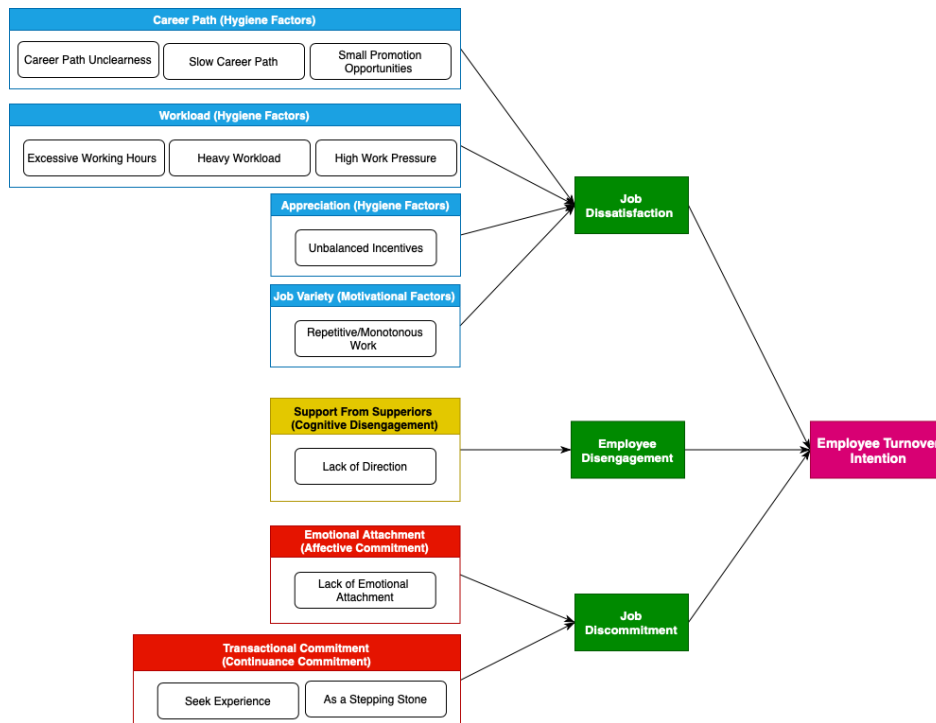 Career Path (Hygiene Factors)
Career Path Unclearness
Slow Career Path
Small Promotion
Opportunities
Workload (Hygiene Factors)
Excessive Working Hours
Heavy Workload
High Work Pressure
Appreciation (Hygiene Factors)
Unbalanced Incentives
Job Variety (Motivational Factors)
Repetitive/Monotonous
Work
Job
Dissatisfaction
Support From Supperiors
(Cognitive Disengagement)
Lack of Direction
Employee
Disengagement
Employee Turnover
Intention
Emotional Attachment
(Affective Commitment)
Lack of Emotional
Attachment
Job
Discommitment
Transactional Commitment
(Continuance Commitment)
Seek Experience
As a Stepping Stone